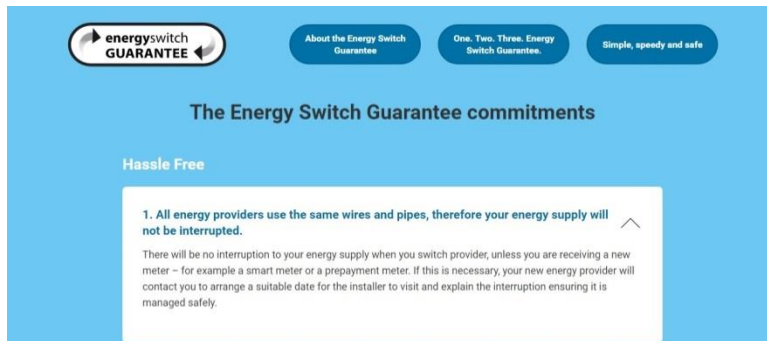 energyswitch
GUARANTEE
About the Energy Switch
Guarantee
One. Two. Three. Energy
Switch Guarantee.
Simple, speedy and safe
The Energy Switch Guarantee commitments
Hassle Free
1. All energy providers use the same wires and pipes, therefore your energy supply will
not be interrupted.
There will be no interruption to your energy supply when you switch provider, unless you are receiving a new
meter – for example a smart meter or a prepayment meter. If this is necessary, your new energy provider will
contact you to arrange a suitable date for the installer to visit and explain the interruption ensuring it is
managed safely.